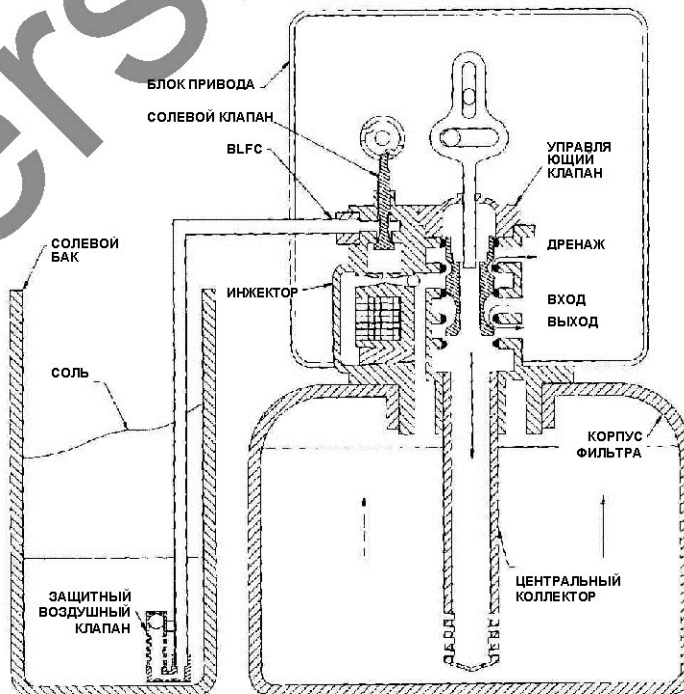 ers
БЛОК ПРИВОДА
СОЛЕВОЙ КЛАПАН
BLFC
УПРАВЛЯ
ЮЩИЙ
КЛАПАН
СОЛЕВОЙ
БАК
ДРЕНАЖ
ИНЖЕКТОР
ВХОД
ВЫХОД
СОЛЬ
КОРПУС
ФИЛЬТРА
ЗАЩИТНЫЙ
ВОЗДУШНЫЙ
КЛАПАН
ЦЕНТРАЛЬНЫЙ
КОЛЛЕКТОР